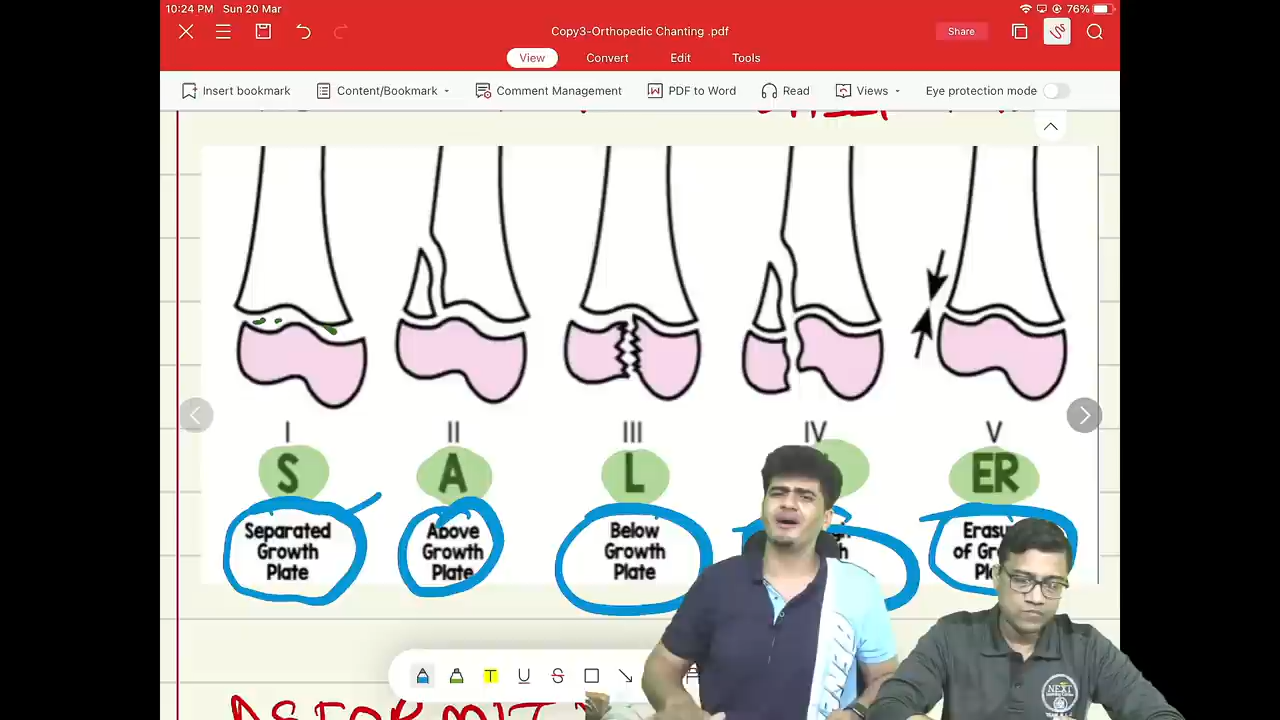 10:24 PM Sun 20 Mar 76%
Copy3-Orthopedic Chanting .pdf
Share
View Convert Edit Tools
Insert bookmark Content/Bookmark Comment Management PDF to Word Read Views Eye protection mode
I II III IV V
S A L ER
Separated
Growth
Plate
Above
Growth
Plate
Below
Growth
Plate
of
NEXT